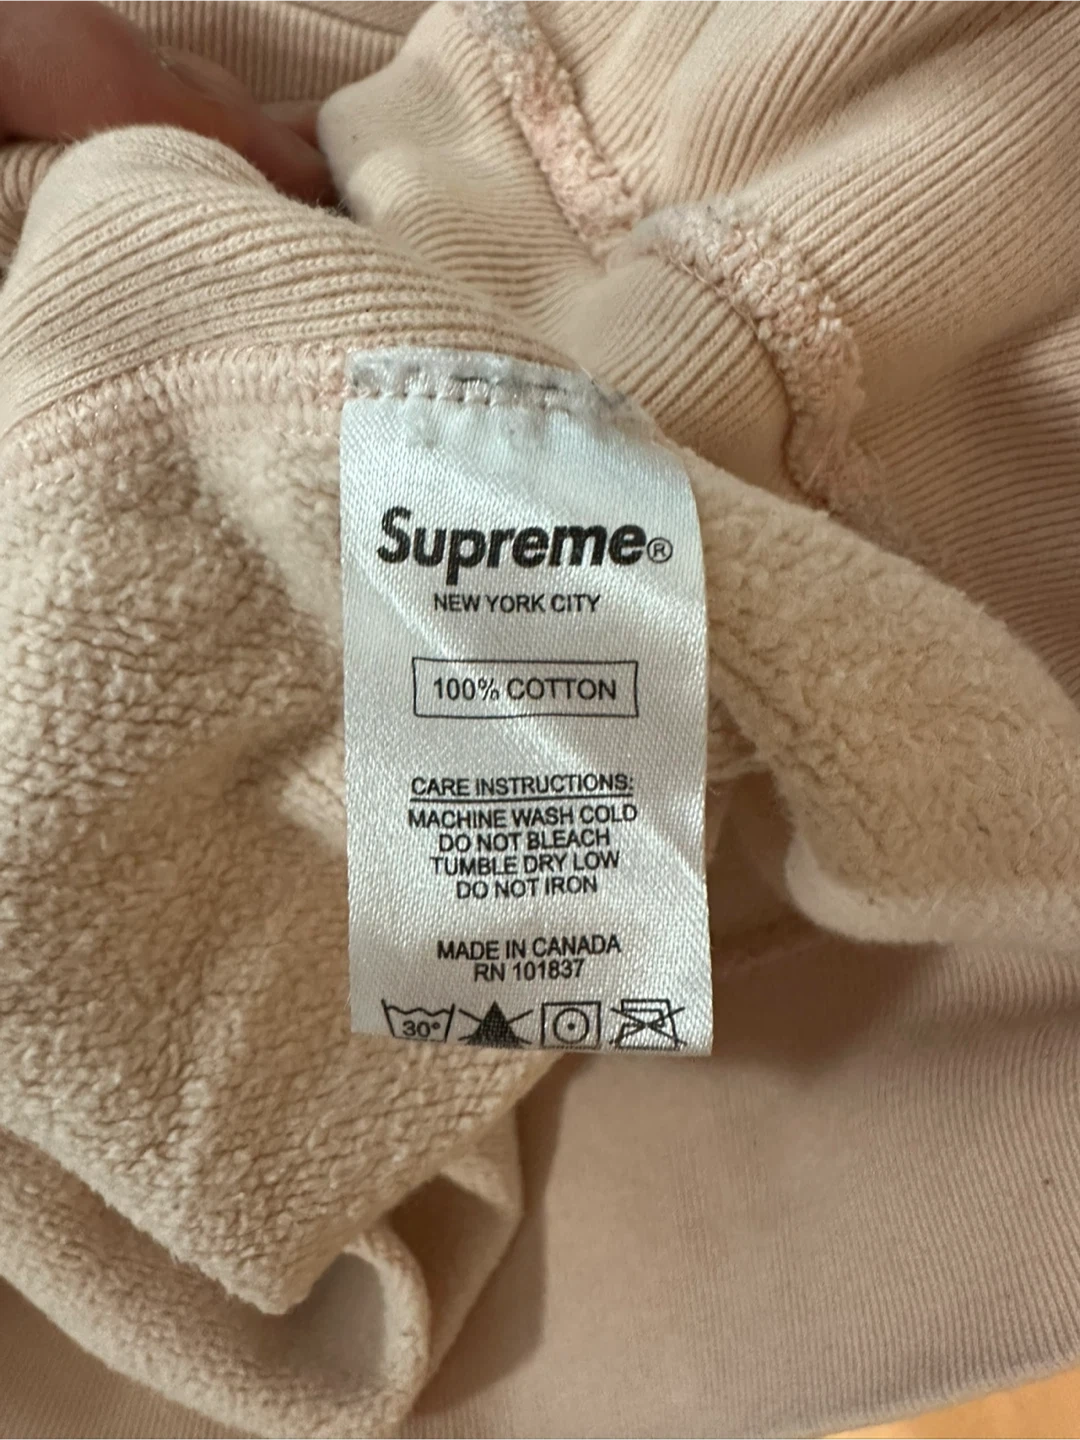 Supreme®
NEW YORK CITY
100% COTTON
CARE INSTRUCTIONS:
MACHINE WASH COLD
DO NOT BLEACH
TUMBLE DRY LOW
DO NOT IRON
MADE IN CANADA
RN 101837
30°